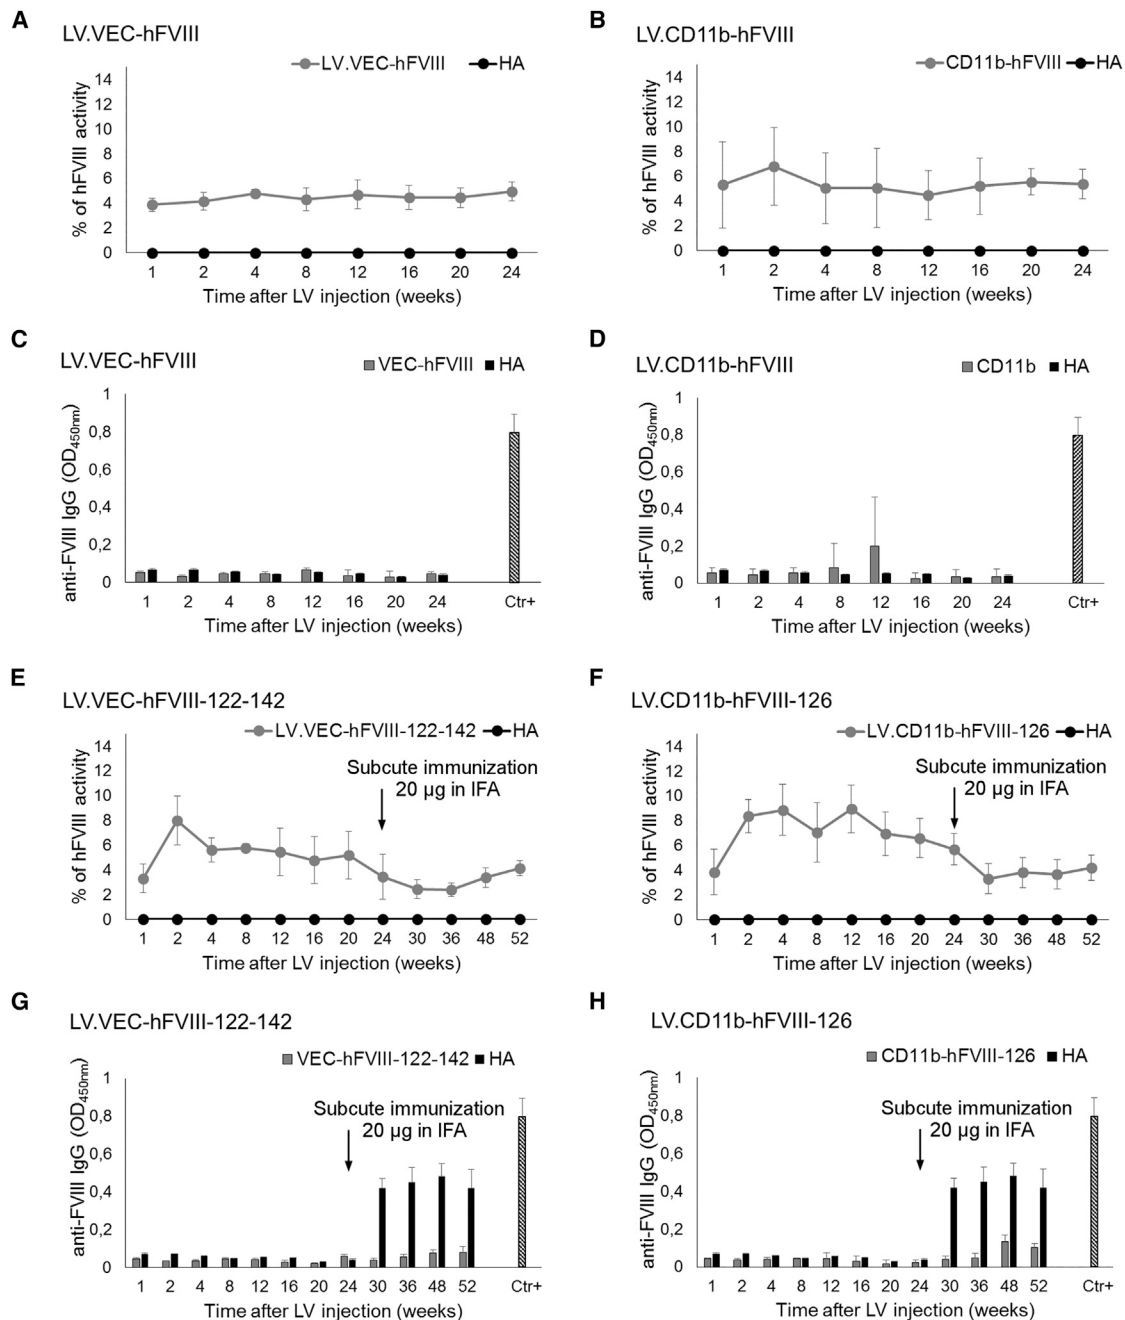 A
LV.VEC-hFVIII
LV.VEC-hFVIII HA
% of hFVIII activity
14
12
10
8
6
4
2
0
1 2 4 8 12 16 20 24
Time after LV injection (weeks)
B
LV.CD11b-hFVIII
CD11b-hFVIII HA
% of hFVIII activity
14
12
10
8
6
4
2
0
1 2 4 8 12 16 20 24
Time after LV injection (weeks)
C
LV.VEC-hFVIII
VEC-hFVIII HA
anti-FVIII IgG (OD450nm)
1
0,8
0,6
0,4
0,2
0
1 2 4 8 12 16 20 24 Ctr+
Time after LV injection (weeks)
D
LV.CD11b-hFVIII
CD11b HA
anti-FVIII IgG (OD450nm)
1
0,8
0,6
0,4
0,2
0
1 2 4 8 12 16 20 24 Ctr+
Time after LV injection (weeks)
E
LV.VEC-hFVIII-122-142
LV.VEC-hFVIII-122-142 HA
Subcute immunization
20 µg in IFA
% of hFVIII activity
14
12
10
8
6
4
2
0
1 2 4 8 12 16 20 24 30 36 48 52
Time after LV injection (weeks)
F
LV.CD11b-hFVIII-126
LV.CD11b-hFVIII-126 HA
Subcute immunization
20 µg in IFA
% of hFVIII activity
14
12
10
8
6
4
2
0
1 2 4 8 12 16 20 24 30 36 48 52
Time after LV injection (weeks)
G
LV.VEC-hFVIII-122-142
VEC-hFVIII-122-142 HA
Subcute immunization
20 µg in IFA
anti-FVIII IgG (OD450nm)
1
0,8
0,6
0,4
0,2
0
1 2 4 8 12 16 20 24 30 36 48 52 Ctr+
Time after LV injection (weeks)
H
LV.CD11b-hFVIII-126
CD11b-hFVIII-126 HA
Subcute immunization
20 µg in IFA
anti-FVIII IgG (OD450nm)
1
0,8
0,6
0,4
0,2
0
1 2 4 8 12 16 20 24 30 36 48 52 Ctr+
Time after LV injection (weeks)